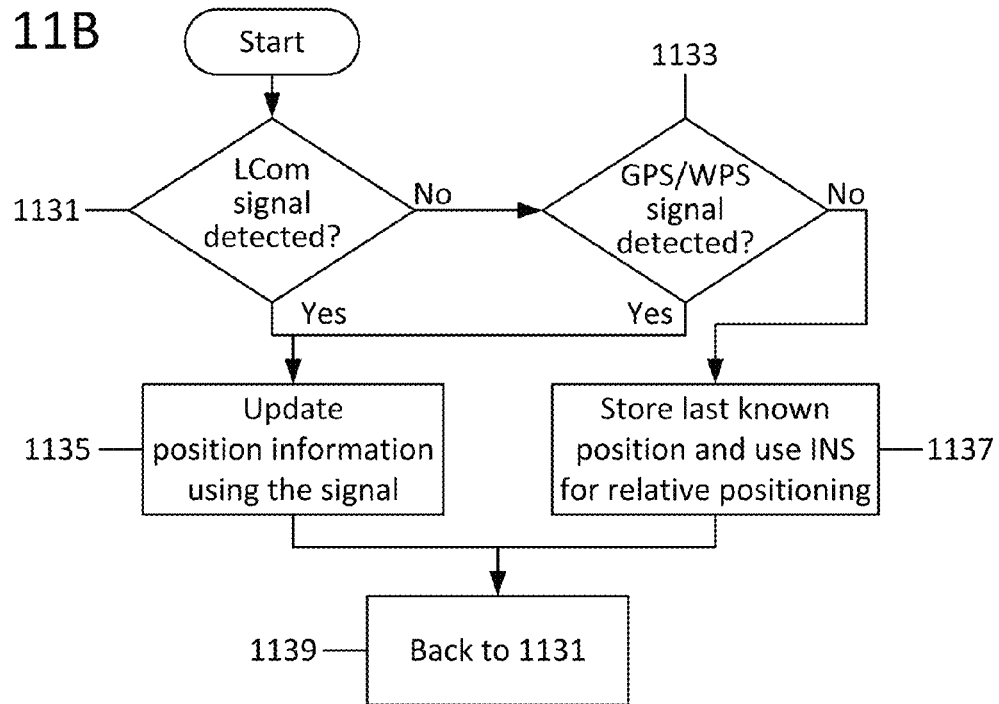 11B
Start
1133
LCom
signal
detected?
1131
No
GPS/WPS
signal
detected?
No
Yes
Yes
Update
position information
using the signal
1135
Store last known
position and use INS
for relative positioning
1137
1139
Back to 1131